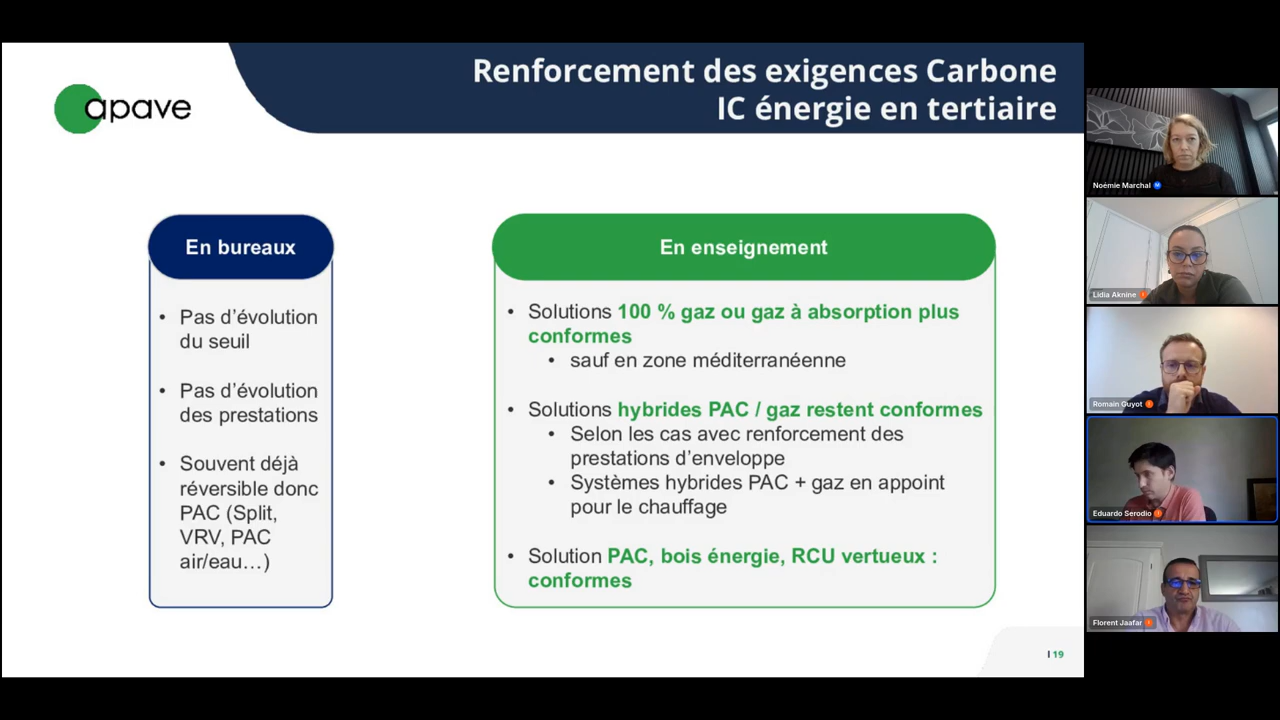 apave
Renforcement des exigences Carbone
IC énergie en tertiaire
En bureaux
• Pas d'évolution
du seuil
• Pas d'évolution
des prestations
• Souvent déjà
réversible donc
PAC (Split,
VRV, PAC
air/eau…)
En enseignement
• Solutions 100 % gaz ou gaz à absorption plus
conformes
• sauf en zone méditerranéenne
• Solutions hybrides PAC / gaz restent conformes
• Selon les cas avec renforcement des
prestations d'enveloppe
• Systèmes hybrides PAC + gaz en appoint
pour le chauffage
• Solution PAC, bois énergie, RCU vertueux :
conformes
I 19
Noémie Marchal
Lidia Aknine
Romain Guyot
Eduardo Serodio
Florent Jaafar